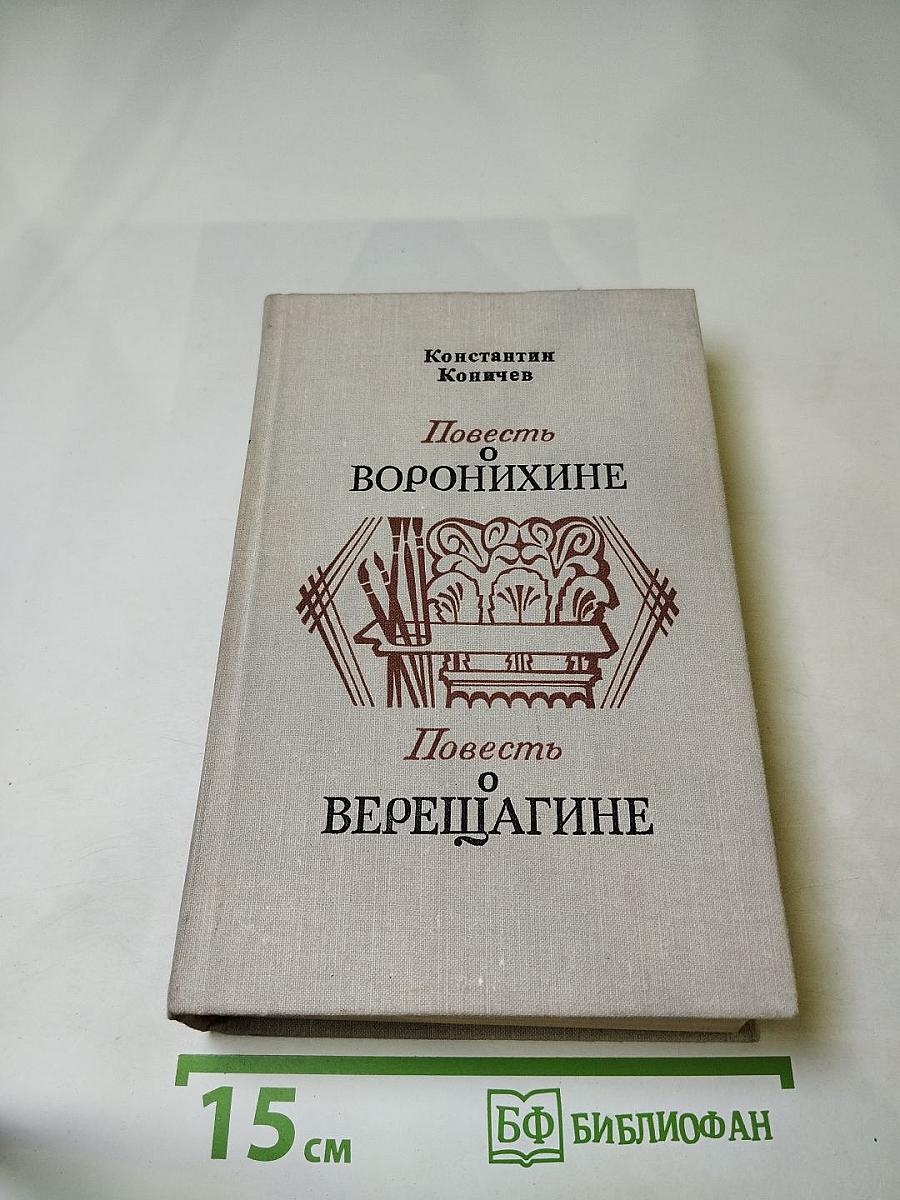 Константин
Коничев
Повесть
о
ВОРОНИХИНЕ
Повесть
о
ВЕРЕЩАГИНЕ
15 см
БФ БИБЛИОФАН